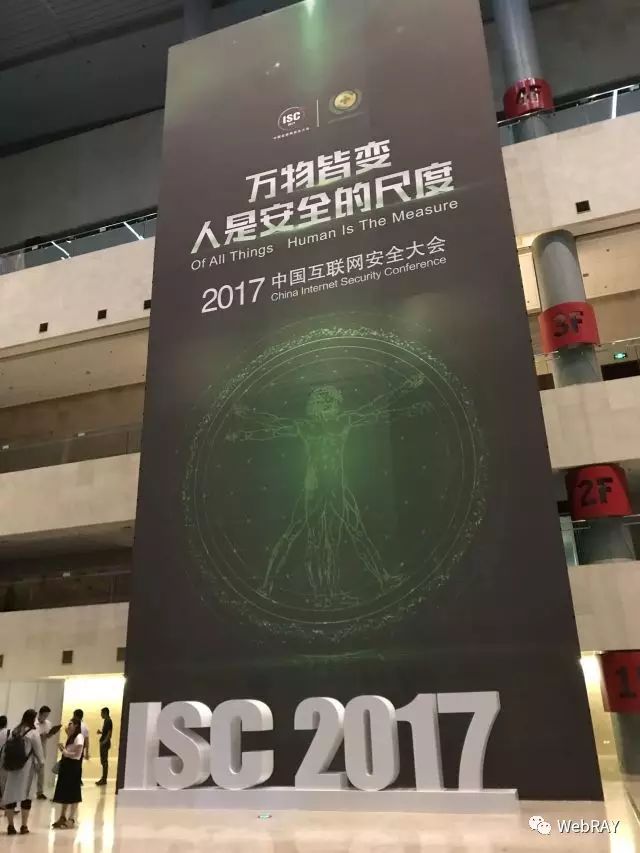 4F
ISC
万物皆变
人是安全的尺度
Of All Things Human Is The Measure
2017 中国互联网安全大会
China Internet Security Conference
3F
2F
1
ISC 2017
WebRAY